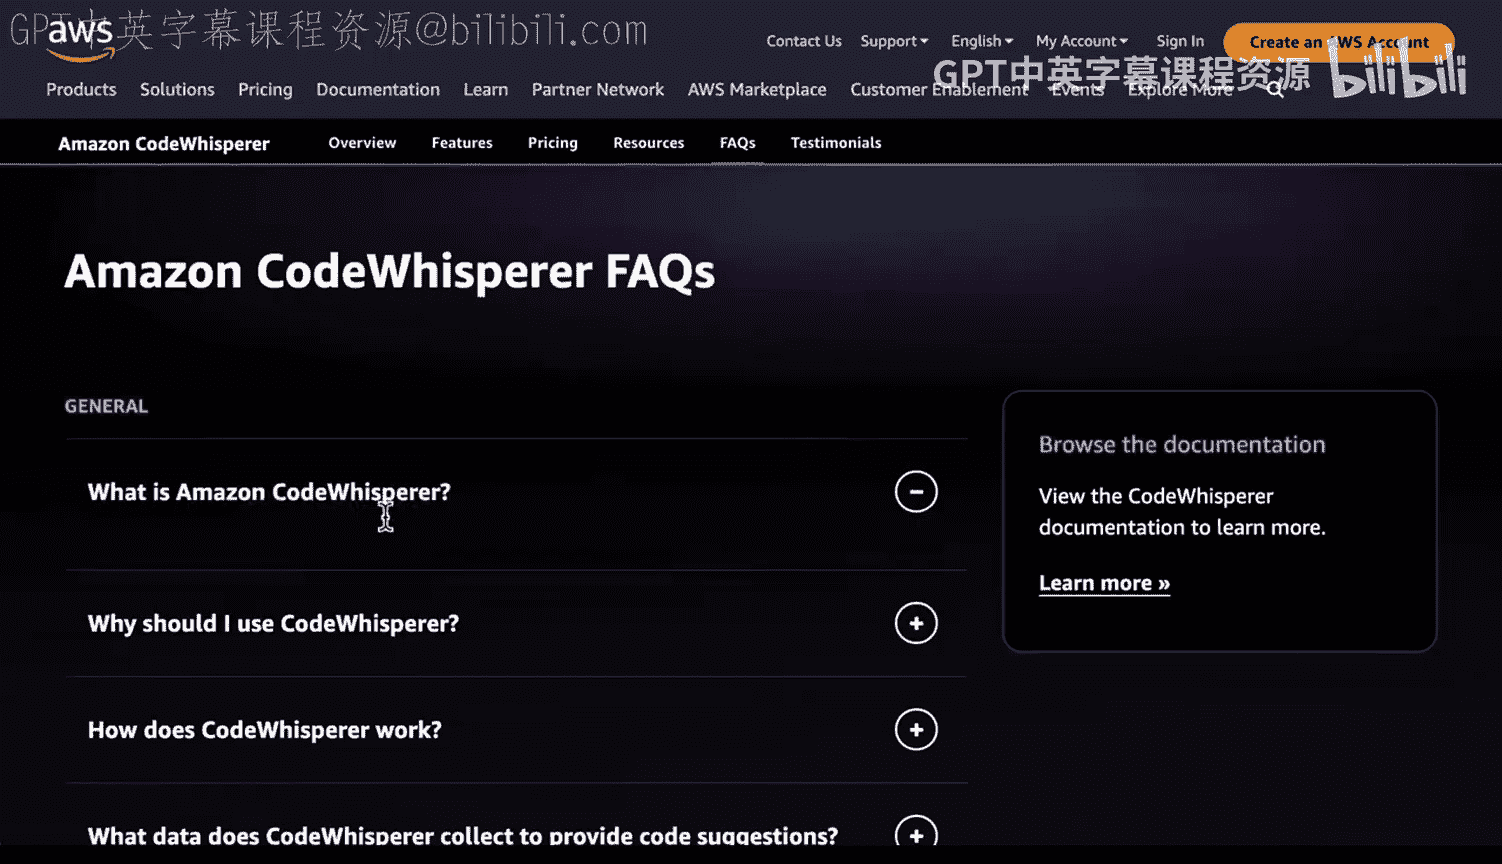 GPT中英字幕课程资源@bilibili.com
aws
Contact Us Support English My Account Sign In Create an AWS Account
GPT中英字幕课程资源 bilibili
Products Solutions Pricing Documentation Learn Partner Network AWS Marketplace Customer Enablement Events Explore More
Amazon CodeWhisperer Overview Features Pricing Resources FAQs Testimonials
Amazon CodeWhisperer FAQs
GENERAL
What is Amazon CodeWhisperer?
Why should I use CodeWhisperer?
How does CodeWhisperer work?
What data does CodeWhisperer collect to provide code suggestions?
Browse the documentation
View the CodeWhisperer
documentation to learn more.
Learn more »